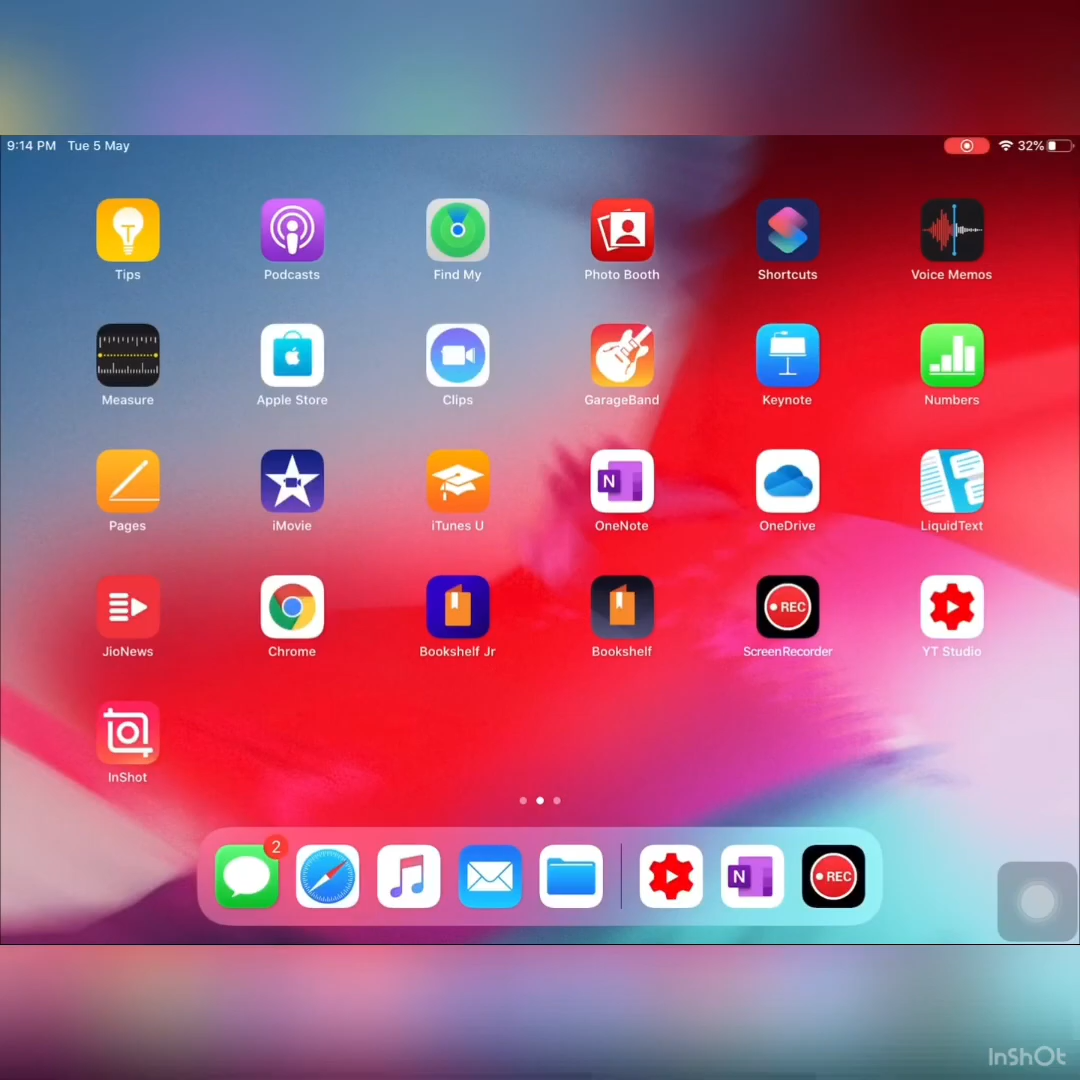 9:14 PM Tue 5 May 32%
Tips Podcasts Find My Photo Booth Shortcuts Voice Memos
Measure Apple Store Clips GarageBand Keynote Numbers
N
Pages iMovie iTunes U OneNote OneDrive LiquidText
REC
JioNews Chrome Bookshelf Jr Bookshelf ScreenRecorder YT Studio
InShot
2
N REC
InShOt